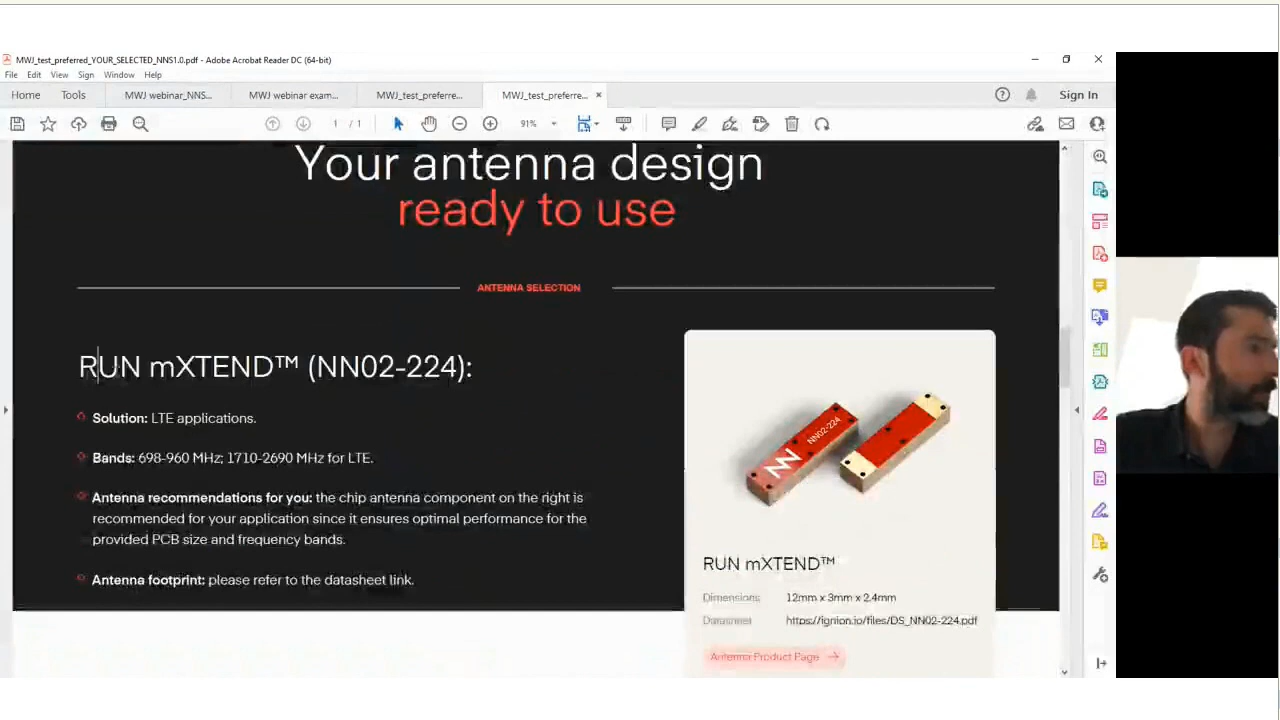 MWJ_test_preferred_YOUR_SELECTED_NNS1.0.pdf - Adobe Acrobat Reader DC (64-bit)
File Edit View Sign Window Help
Home Tools MWJ webinar_NNS... MWJ webinar exam... MWJ_test_preferre... MWJ_test_preferre... × Sign In
1 / 1 91%
Your antenna design
ready to use
ANTENNA SELECTION
RUN mXTEND™ (NN02-224):
Solution: LTE applications.
Bands: 698-960 MHz; 1710-2690 MHz for LTE.
Antenna recommendations for you: the chip antenna component on the right is
recommended for your application since it ensures optimal performance for the
provided PCB size and frequency bands.
Antenna footprint: please refer to the datasheet link.
NN02-224
RUN mXTEND™
Dimensions 12mm x 3mm x 2.4mm
Datasheet https://ignion.io/files/DS_NN02-224.pdf
Antenna Product Page →